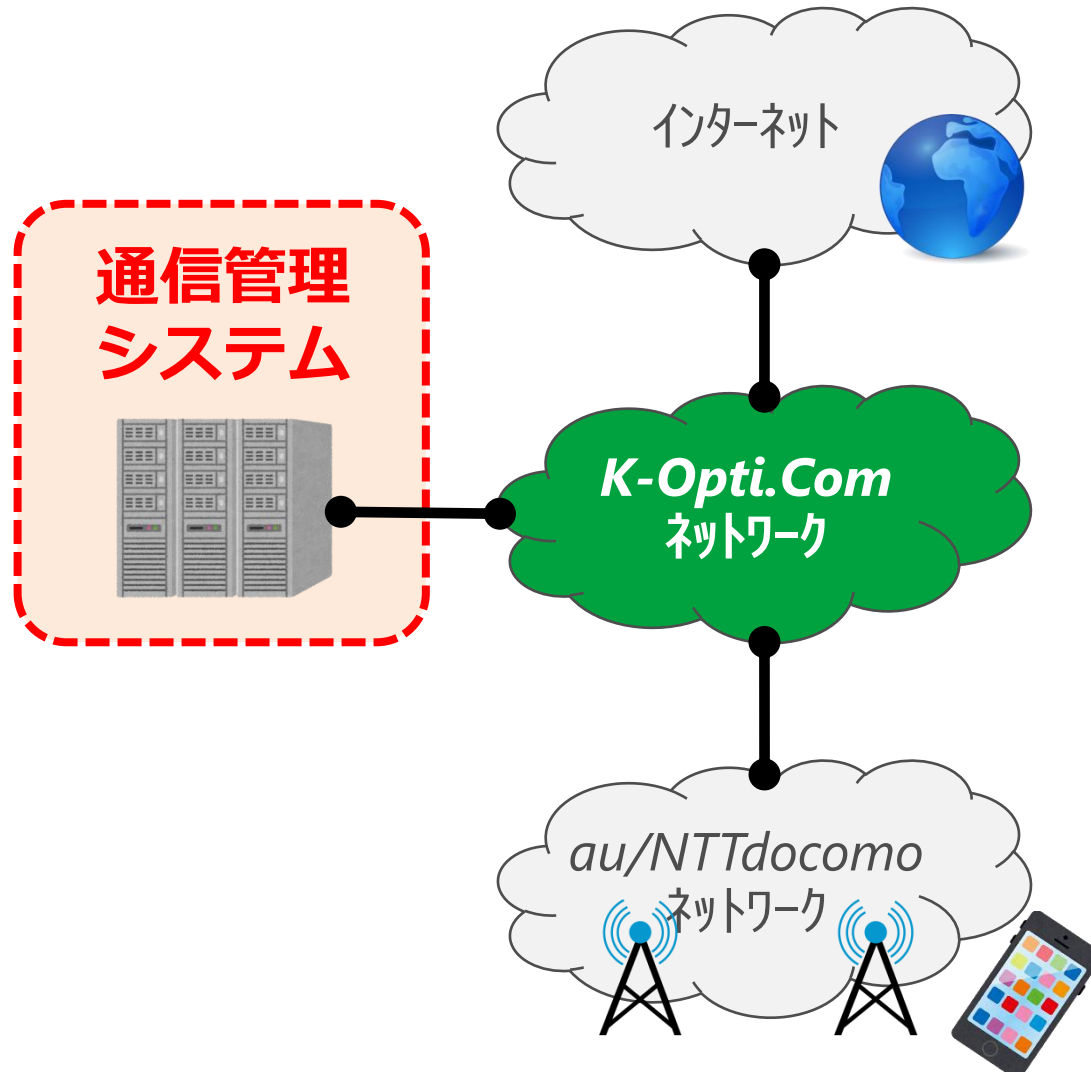 インターネット
通信管理
システム
K-Opti.Com
ネットワーク
au/NTTdocomo
ネットワーク